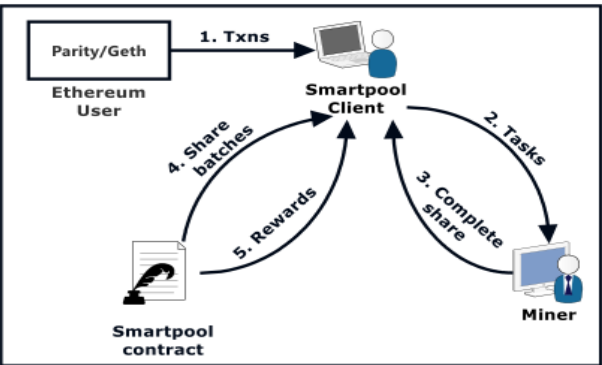 Parity/Geth
Ethereum
User
1. Txns
Smartpool
Client
2. Tasks
3. Complete
share
4. Share
batches
5. Rewards
Smartpool
contract
Miner